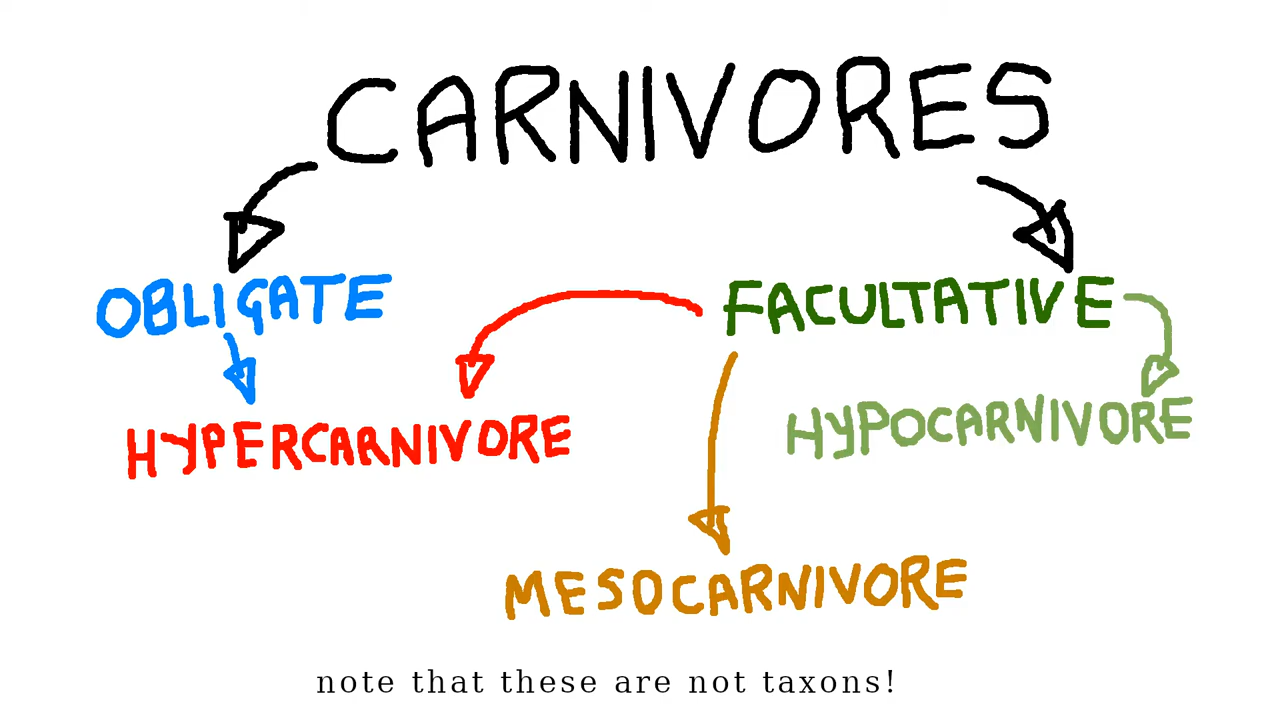 CARNIVORES
OBLIGATE FACULTATIVE
HYPERCARNIVORE HYPOCARNIVORE
MESOCARNIVORE
note that these are not taxons!